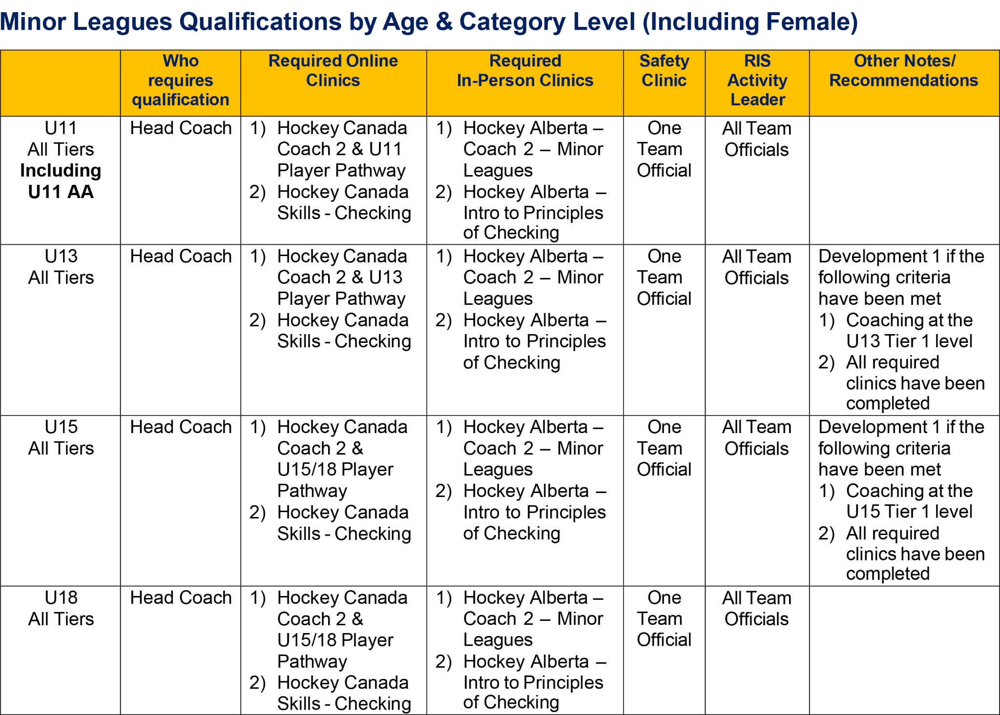 Minor Leagues Qualifications by Age & Category Level (Including Female)
Who
requires
qualification
Required Online
Clinics
Required
In-Person Clinics
Safety
Clinic
RIS
Activity
Leader
Other Notes/
Recommendations
U11
All Tiers
Including
U11 AA
Head Coach
1) Hockey Canada
Coach 2 & U11
Player Pathway
2) Hockey Canada
Skills - Checking
1) Hockey Alberta –
Coach 2 – Minor
Leagues
2) Hockey Alberta –
Intro to Principles
of Checking
One
Team
Official
All Team
Officials
U13
All Tiers
Head Coach
1) Hockey Canada
Coach 2 & U13
Player Pathway
2) Hockey Canada
Skills - Checking
1) Hockey Alberta –
Coach 2 – Minor
Leagues
2) Hockey Alberta –
Intro to Principles
of Checking
One
Team
Official
All Team
Officials
Development 1 if the
following criteria
have been met
1) Coaching at the
U13 Tier 1 level
2) All required
clinics have been
completed
U15
All Tiers
Head Coach
1) Hockey Canada
Coach 2 &
U15/18 Player
Pathway
2) Hockey Canada
Skills - Checking
1) Hockey Alberta –
Coach 2 – Minor
Leagues
2) Hockey Alberta –
Intro to Principles
of Checking
One
Team
Official
All Team
Officials
Development 1 if the
following criteria
have been met
1) Coaching at the
U15 Tier 1 level
2) All required
clinics have been
completed
U18
All Tiers
Head Coach
1) Hockey Canada
Coach 2 &
U15/18 Player
Pathway
2) Hockey Canada
Skills - Checking
1) Hockey Alberta –
Coach 2 – Minor
Leagues
2) Hockey Alberta –
Intro to Principles
of Checking
One
Team
Official
All Team
Officials